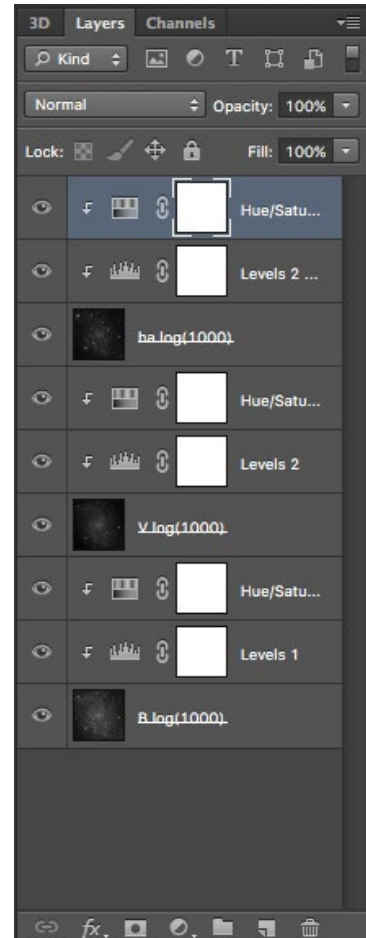 3D Layers Channels
Kind T
Normal Opacity: 100%
Lock: Fill: 100%
Hue/Satu...
Levels 2 ...
ha.log(1000)
Hue/Satu...
Levels 2
V.log(1000)
Hue/Satu...
Levels 1
B.log(1000)
fx